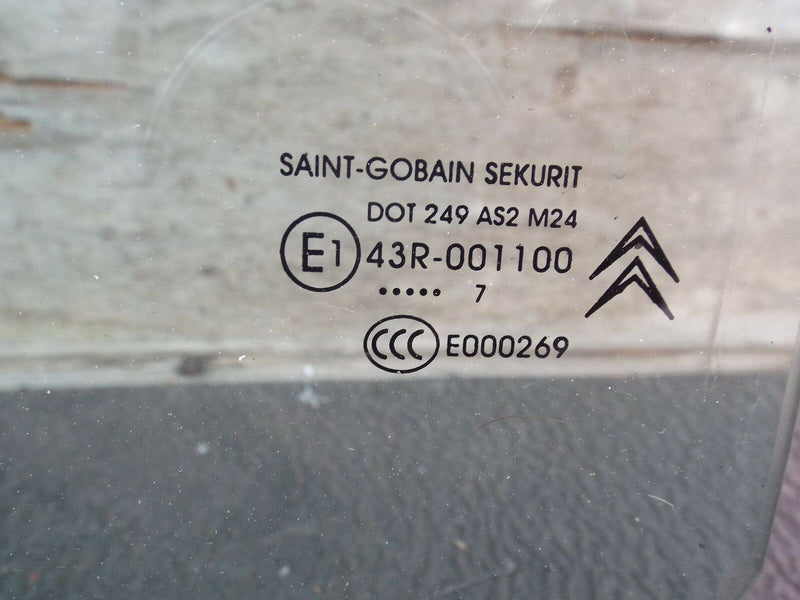 SAINT-GOBAIN SEKURIT
DOT 249 AS2 M24
E1 43R-001100
..... 7
CCC E000269